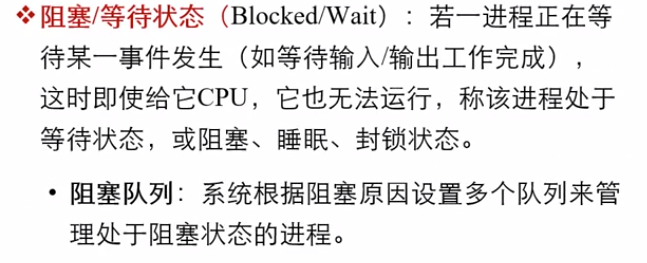 ❖阻塞/等待状态（Blocked/Wait）：若一进程正在等
待某一事件发生（如等待输入/输出工作完成），
这时即使给它CPU，它也无法运行，称该进程处于
等待状态，或阻塞、睡眠、封锁状态。
• 阻塞队列：系统根据阻塞原因设置多个队列来管
理处于阻塞状态的进程。